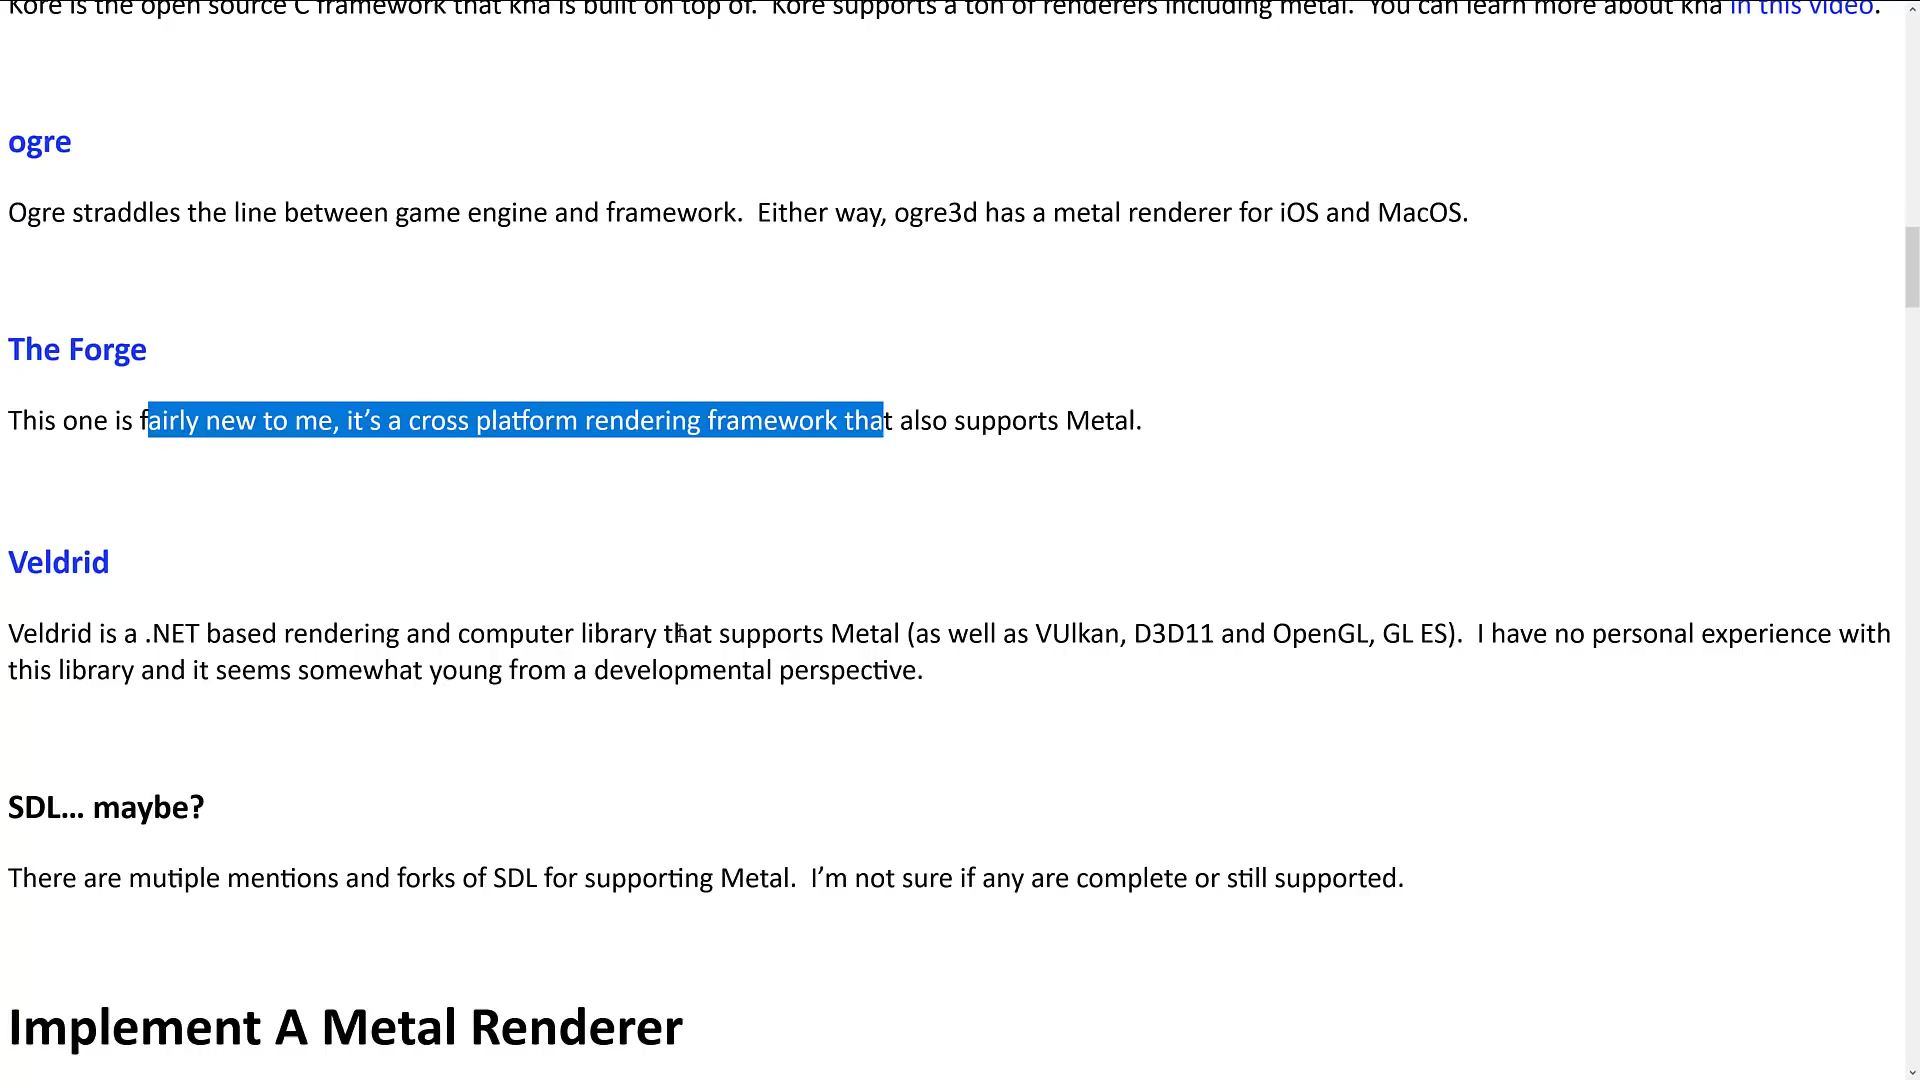 Kore is the open source C framework that kha is built on top of.  Kore supports a ton of renderers including metal.  You can learn more about kha in this video.
ogre
Ogre straddles the line between game engine and framework.  Either way, ogre3d has a metal renderer for iOS and MacOS.
The Forge
This one is fairly new to me, it’s a cross platform rendering framework that also supports Metal.
Veldrid
Veldrid is a .NET based rendering and computer library that supports Metal (as well as VUlkan, D3D11 and OpenGL, GL ES).  I have no personal experience with
this library and it seems somewhat young from a developmental perspective.
SDL… maybe?
There are mutiple mentions and forks of SDL for supporting Metal.  I’m not sure if any are complete or still supported.
Implement A Metal Renderer